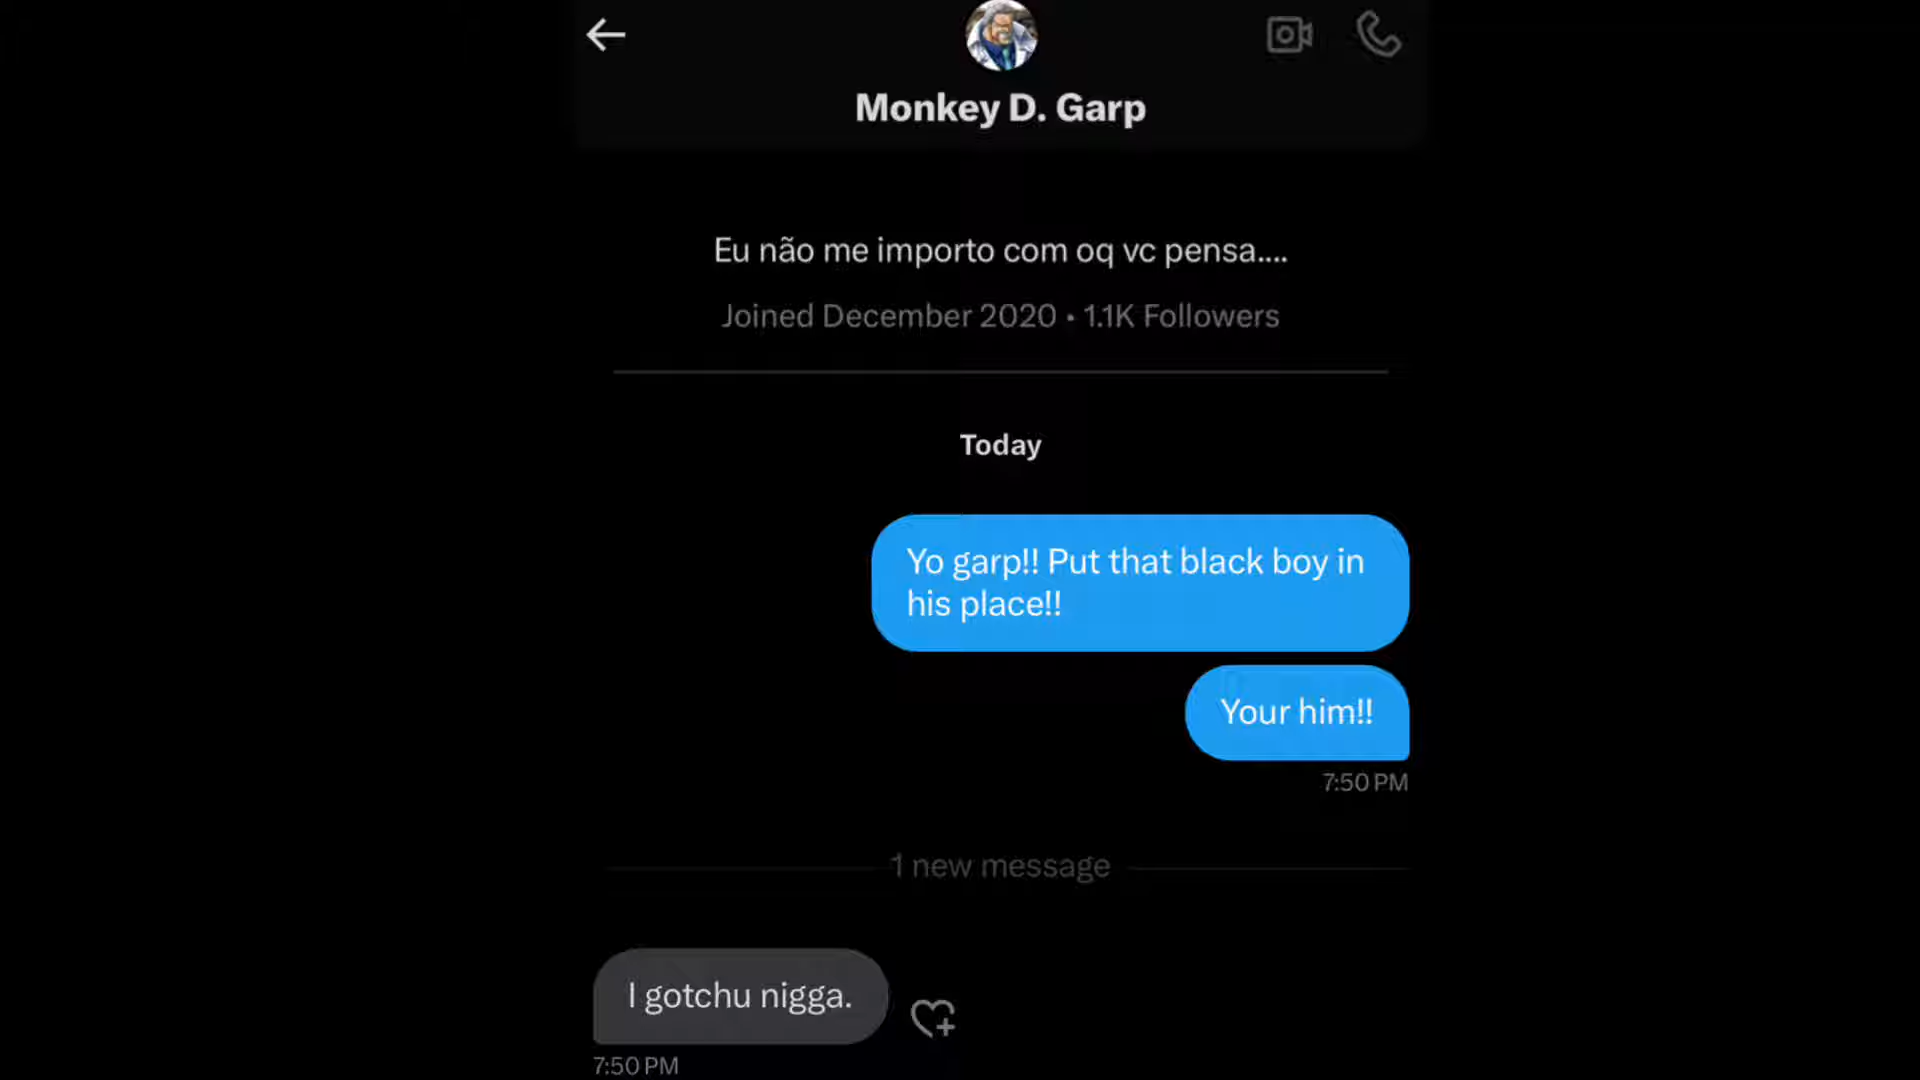 Monkey D. Garp
Eu não me importo com oq vc pensa....
Joined December 2020 • 1.1K Followers
Today
Yo garp!! Put that black boy in
his place!!
Your him!!
7:50 PM
1 new message
I gotchu nigga.
7:50 PM